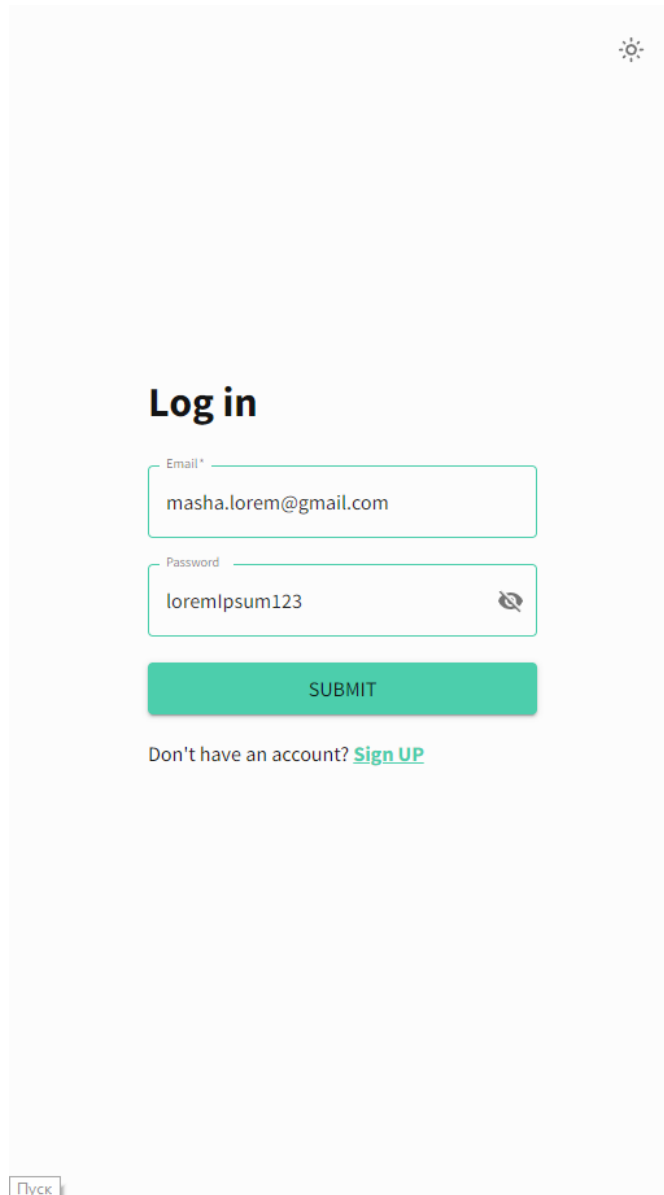 Log in
Email*
masha.lorem@gmail.com
Password
loremIpsum123
SUBMIT
Don't have an account? Sign UP
Пуск